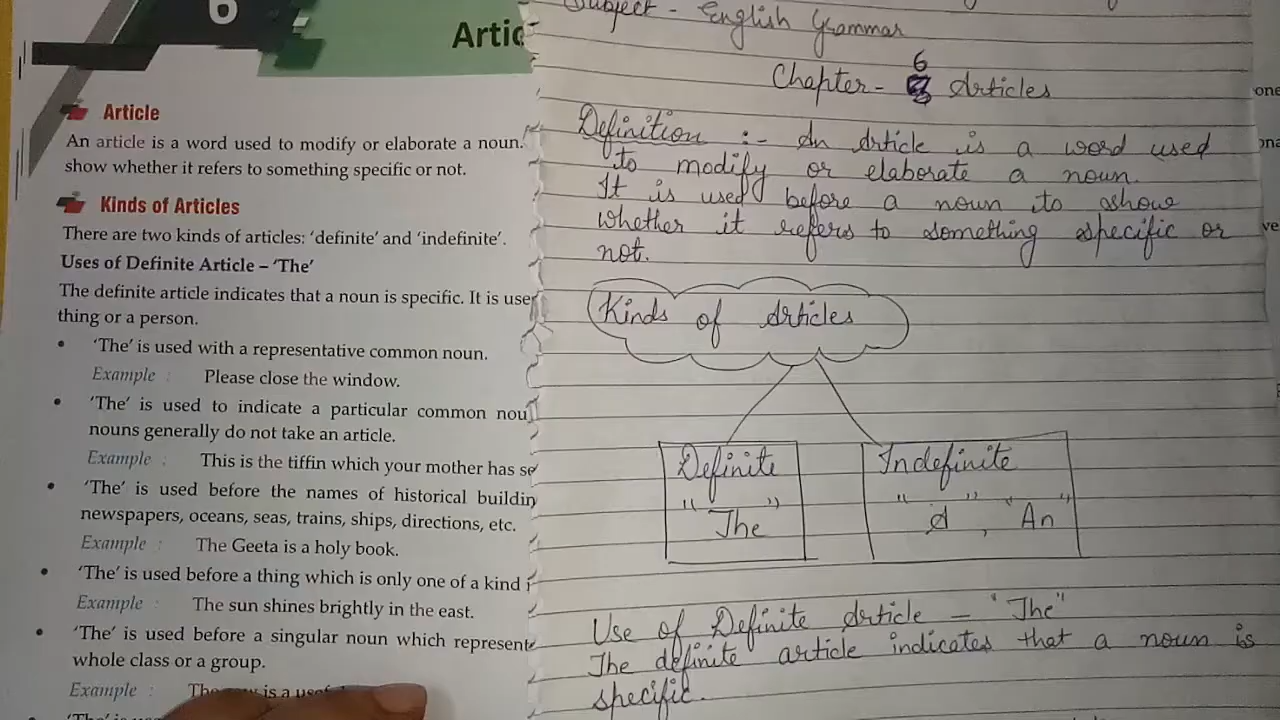 6
Artic
Article
An article is a word used to modify or elaborate a noun.
show whether it refers to something specific or not.
Kinds of Articles
There are two kinds of articles: 'definite' and 'indefinite'.
Uses of Definite Article – 'The'
The definite article indicates that a noun is specific. It is use
thing or a person.
• 'The' is used with a representative common noun.
Example : Please close the window.
• 'The' is used to indicate a particular common nou
nouns generally do not take an article.
Example : This is the tiffin which your mother has se
• 'The' is used before the names of historical buildin
newspapers, oceans, seas, trains, ships, directions, etc.
Example : The Geeta is a holy book.
• 'The' is used before a thing which is only one of a kind i
Example : The sun shines brightly in the east.
• 'The' is used before a singular noun which represent
whole class or a group.
Example : The is a
Subject - English Grammar
Chapter - 6 Articles
Definition :- An Article is a word used
to modify or elaborate a noun.
It is used before a noun to show
whether it refers to something specific or
not.
Kinds of Articles
Definite
"The"
Indefinite
"A", "An"
Use of Definite Article - "The"
The definite article indicates that a noun is
specific.
one
ve